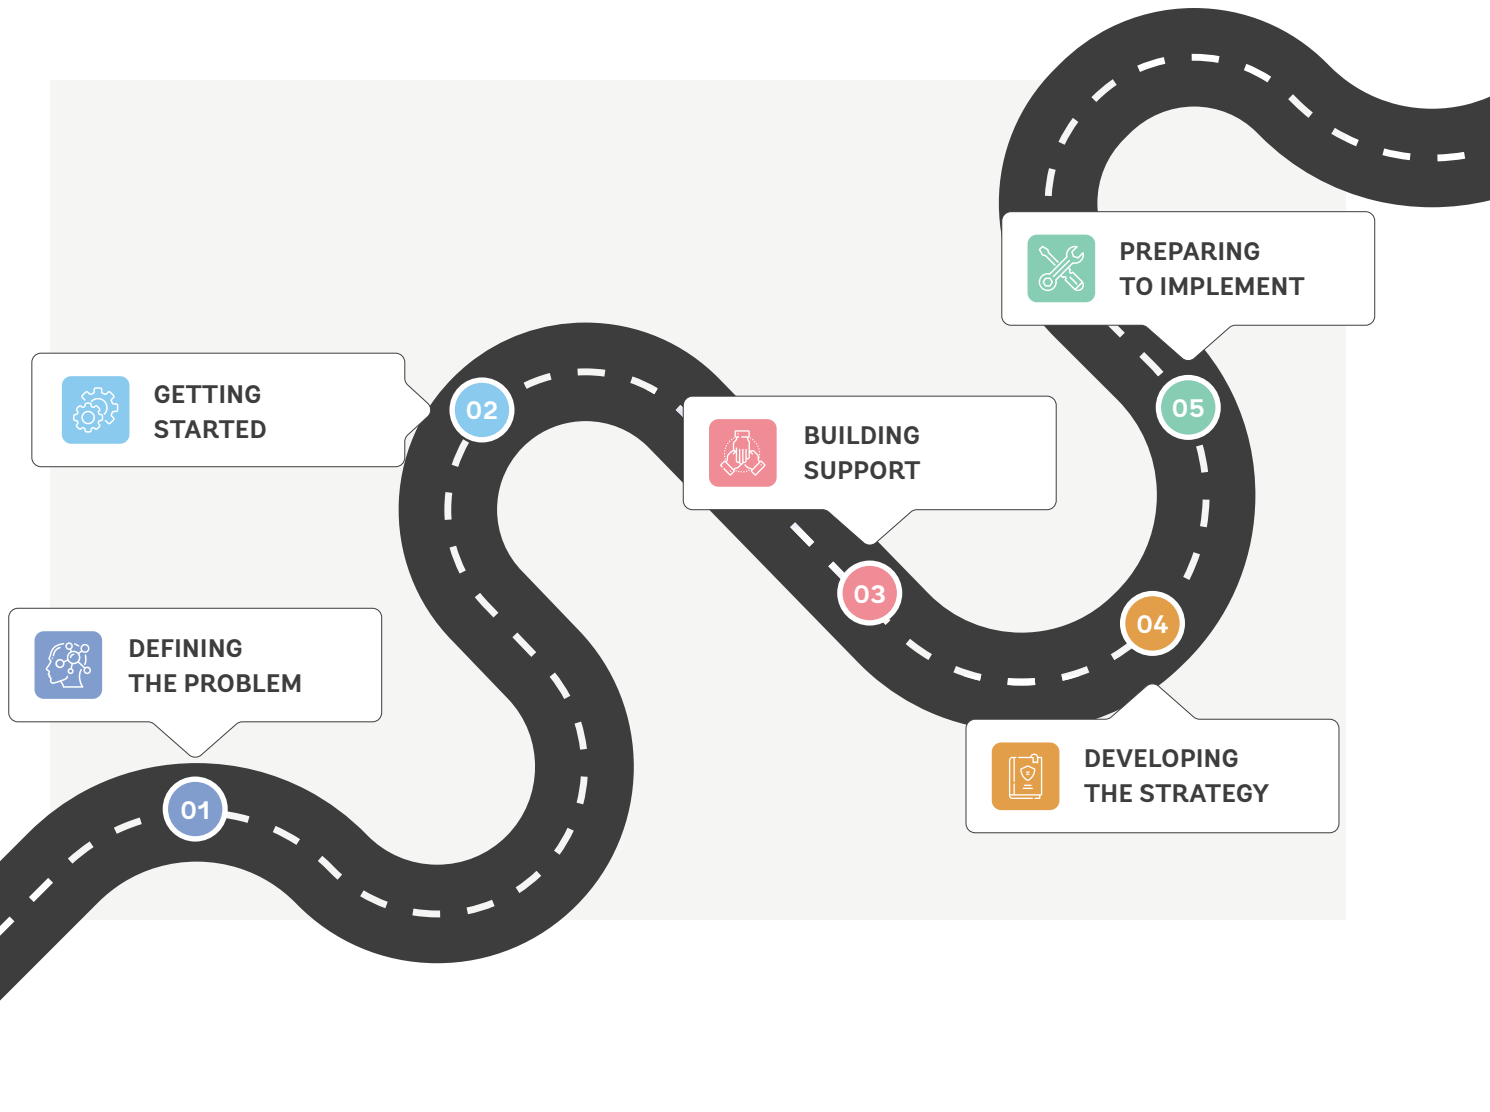 01
DEFINING
THE PROBLEM
02
GETTING
STARTED
03
BUILDING
SUPPORT
04
DEVELOPING
THE STRATEGY
05
PREPARING
TO IMPLEMENT